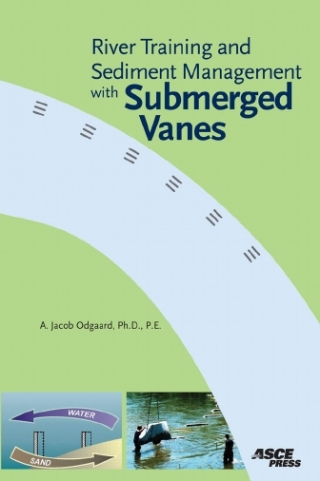 River Training and
Sediment Management
with Submerged
Vanes
A. Jacob Odgaard, Ph.D., P.E.
WATER
SAND
ASCE
PRESS